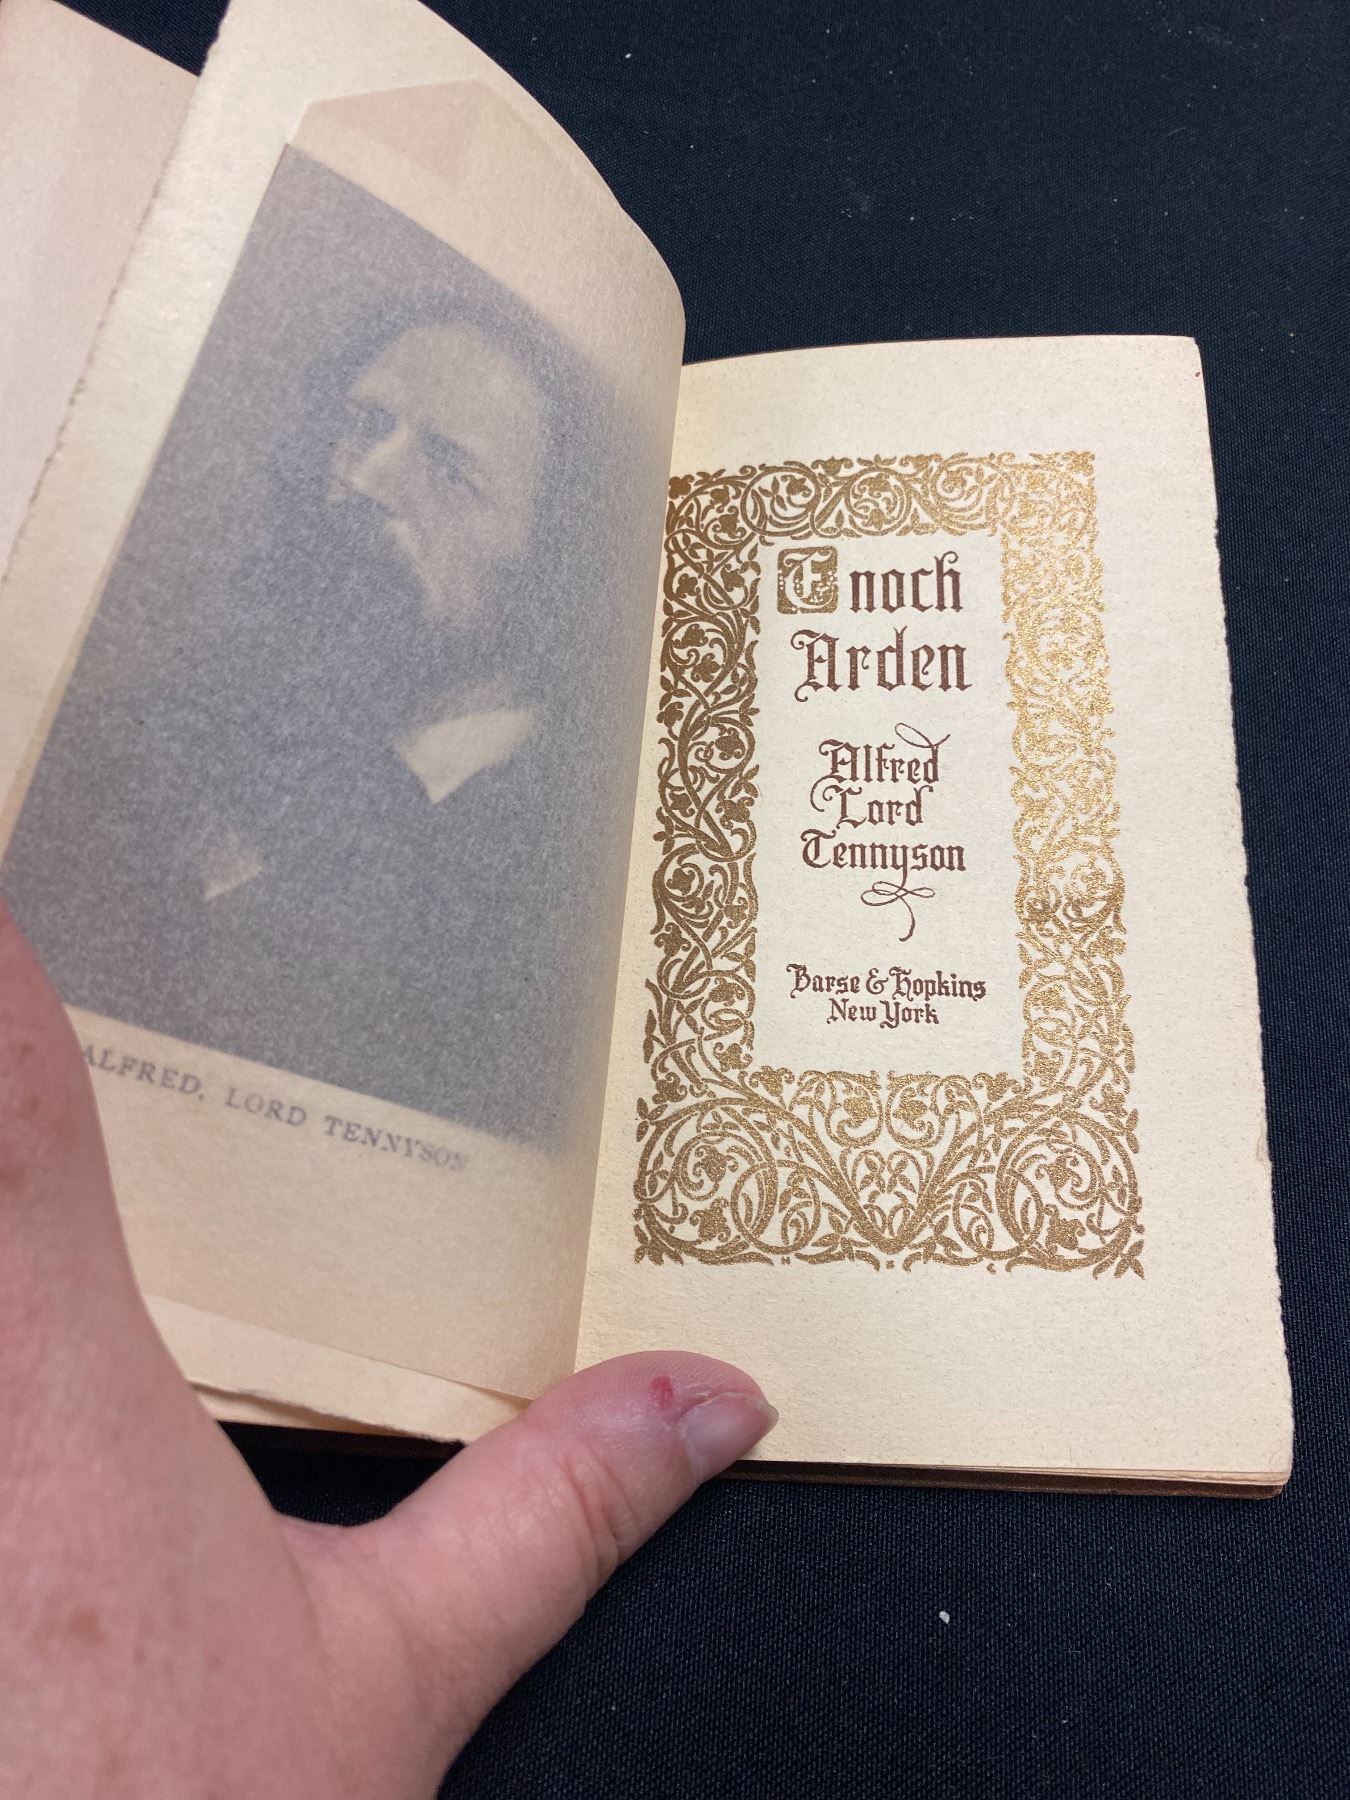 ALFRED, LORD TENNYSON
Enoch
Arden
Alfred
Lord
Tennyson
Barse & Hopkins
New York